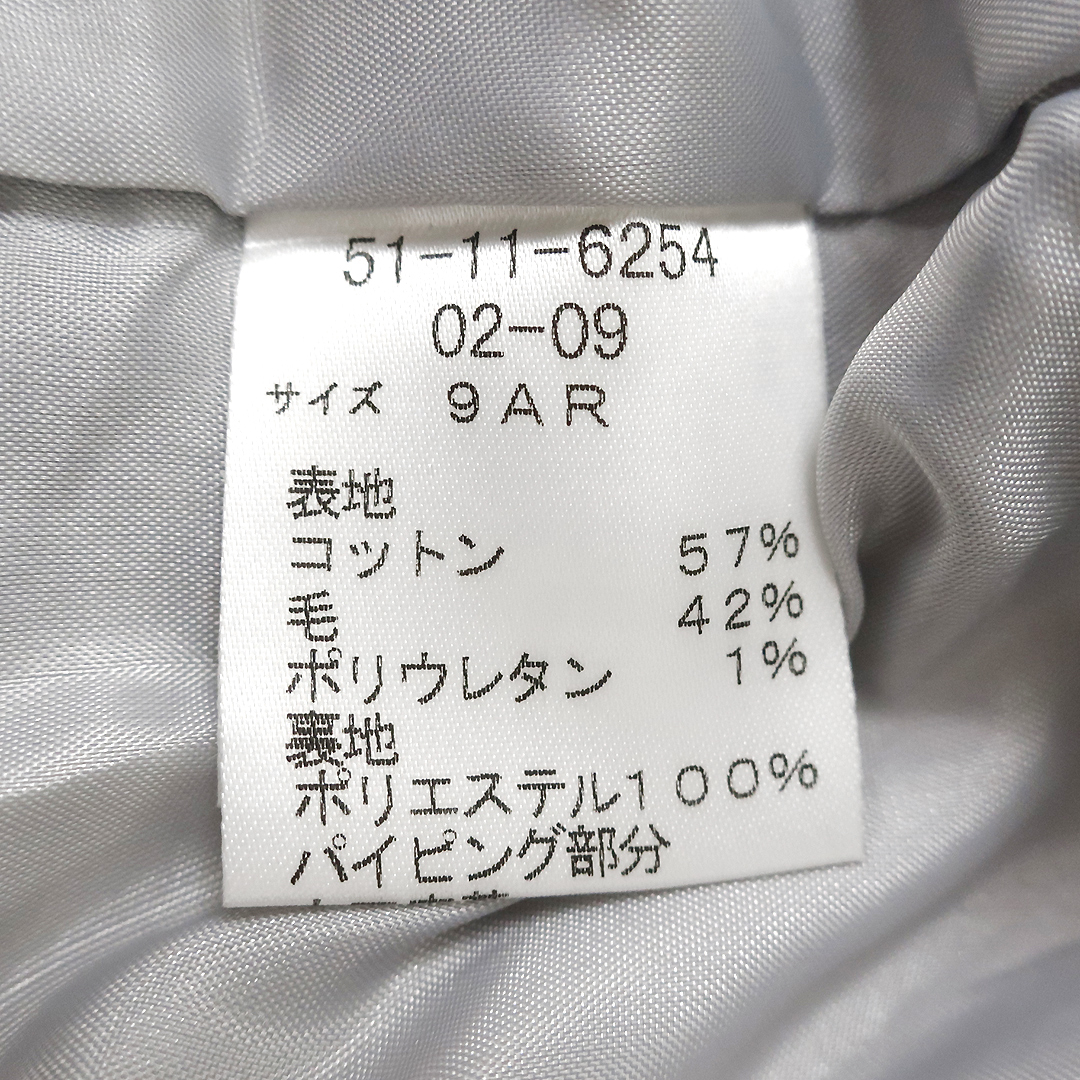 51-11-6254
02-09
サイズ 9AR
表地
コットン 57%
毛 42%
ポリウレタン 1%
裏地
ポリエステル100%
パイピング部分